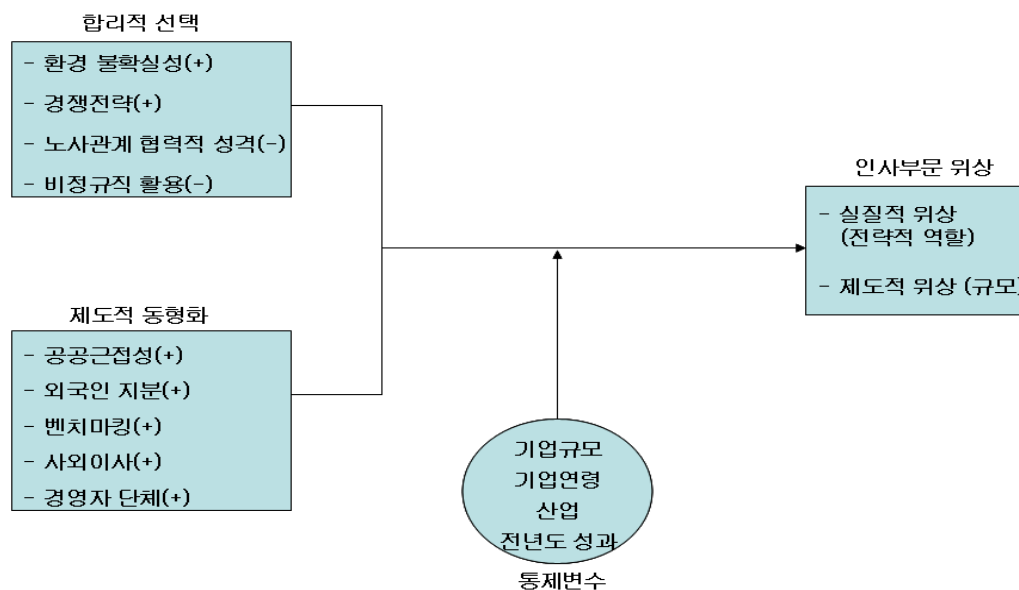 합리적 선택
- 환경 불확실성(+)
- 경쟁전략(+)
- 노사관계 협력적 성격(-)
- 비정규직 활용(-)
인사부문 위상
- 실질적 위상
(전략적 역할)
- 제도적 위상 (규모)
제도적 동형화
- 공공근접성(+)
- 외국인 지분(+)
- 벤치마킹(+)
- 사외이사(+)
- 경영자 단체(+)
기업규모
기업연령
산업
전년도 성과
통제변수